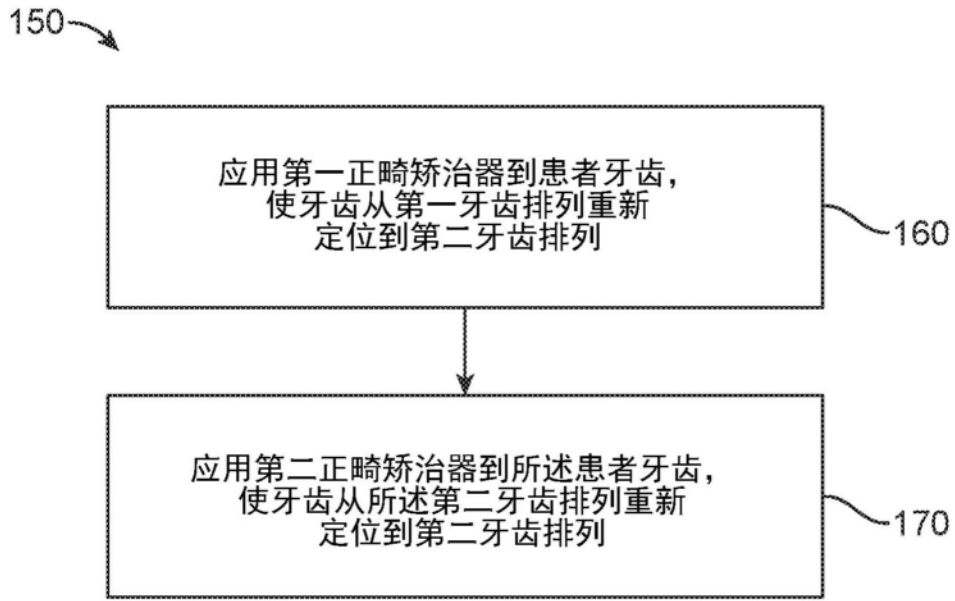 150
应用第一正畸矫治器到患者牙齿，
使牙齿从第一牙齿排列重新
定位到第二牙齿排列
160
应用第二正畸矫治器到所述患者牙齿，
使牙齿从所述第二牙齿排列重新
定位到第二牙齿排列
170